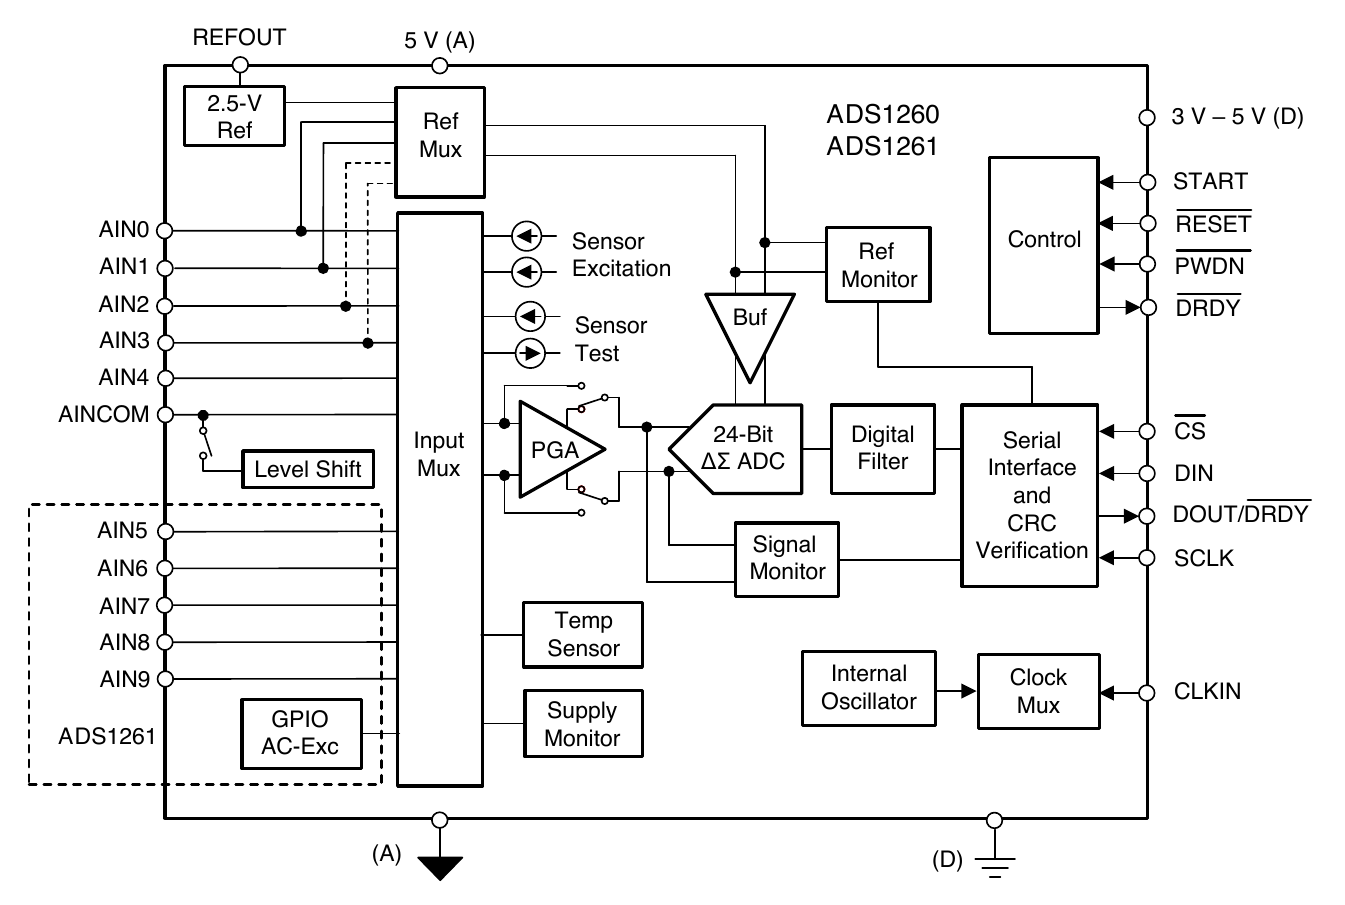 REFOUT
5 V (A)
2.5-V
Ref
Ref
Mux
ADS1260
ADS1261
3 V – 5 V (D)
START
RESET
PWDN
DRDY
Control
AIN0
AIN1
AIN2
AIN3
AIN4
AINCOM
Level Shift
Sensor
Excitation
Sensor
Test
Ref
Monitor
Buf
Input
Mux
PGA
24-Bit
ΔΣ ADC
Digital
Filter
Serial
Interface
and
CRC
Verification
CS
DIN
DOUT/DRDY
SCLK
Signal
Monitor
AIN5
AIN6
AIN7
AIN8
AIN9
ADS1261
GPIO
AC-Exc
Temp
Sensor
Supply
Monitor
Internal
Oscillator
Clock
Mux
CLKIN
(A)
(D)